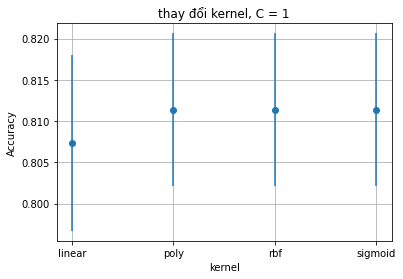 thay đổi kernel, C = 1
Accuracy
0.820
0.815
0.810
0.805
0.800
linear poly rbf sigmoid
kernel